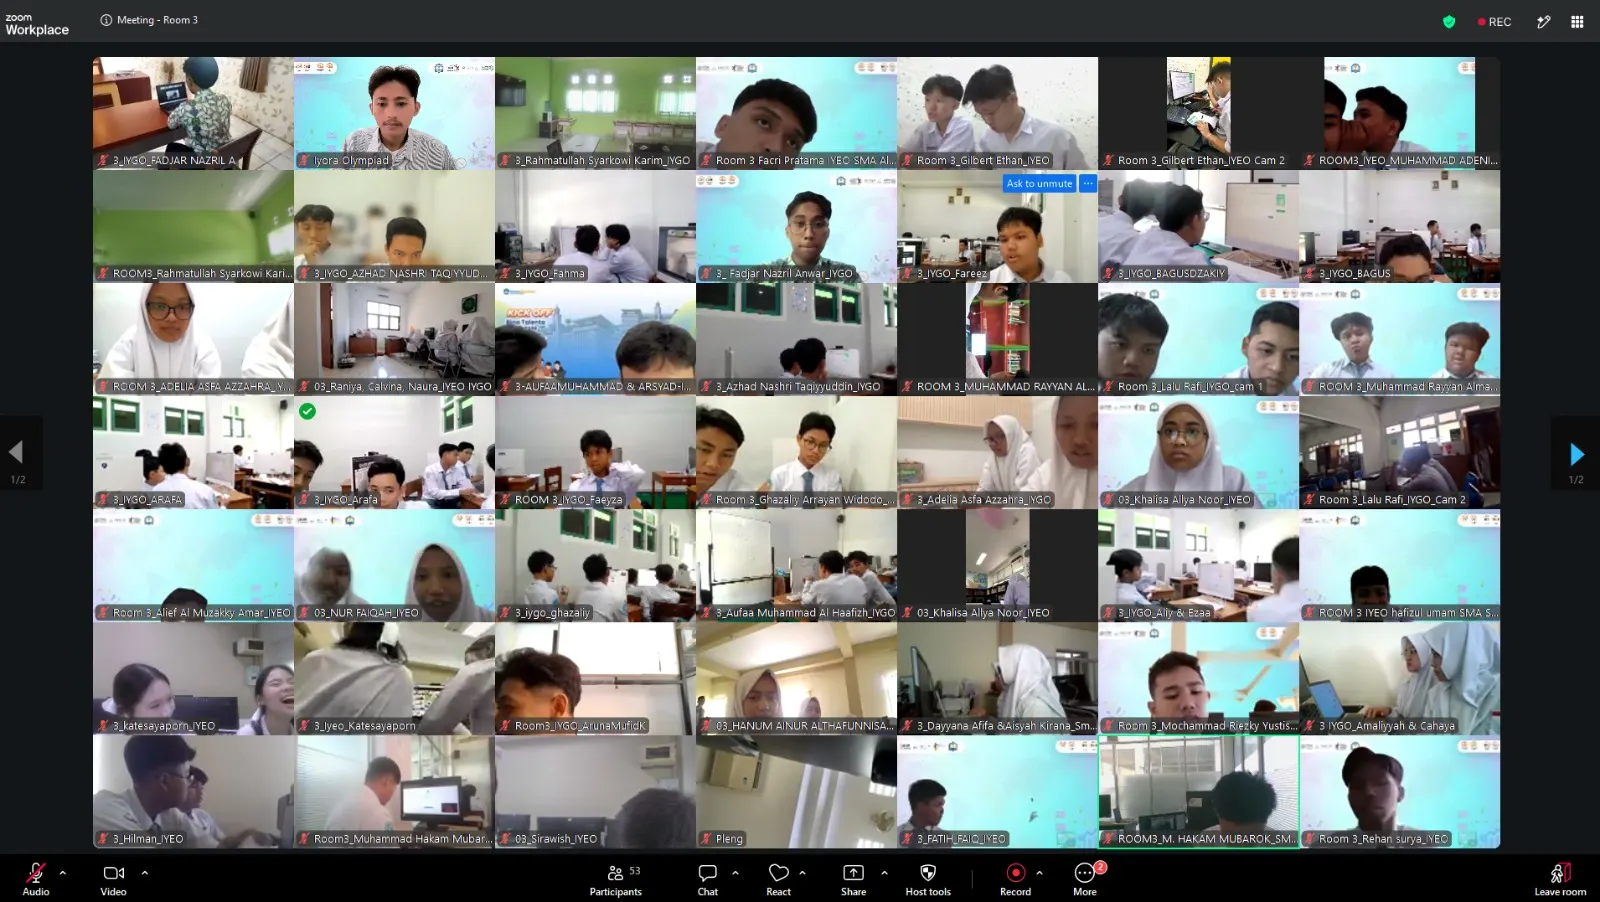 zoom
Workplace
Meeting - Room 3
REC
3_IYGO_FADJAR NAZRIL A
Iyora Olympiad
3_Rahmatullah Syarkowi Karim_IYGO
Room 3 Facri Pratama IYEO SMA Al...
Room 3_Gilbert Ethan_IYEO
Room 3_Gilbert Ethan_IYEO Cam 2
ROOM3_IYEO_MUHAMMAD ADENI...
ROOM3_Rahmatullah Syarkowi Kari...
3_IYGO_AZHAD NASHRI TAQIYYUD...
3_IYGO_Fahma
3_ Fadjar Nazril Anwar_IYGO
Ask to unmute
...
3_IYGO_Fareez
3_IYGO_BAGUSDZAKIY
3_IYGO_BAGUS
ROOM 3_ADELIA ASFA AZZAHRA_Y...
03_Raniya, Calvina, Naura_IYEO IYGO
KICK OFF
3-AUFAAMUHAMMAD & ARSYAD-I...
3_Azhad Nashri Taqiyyuddin_IYGO
ROOM 3_MUHAMMAD RAYYAN AL...
Room 3_Lalu Rafi_IYGO_cam 1
ROOM 3_Muhammad Rayyan Alma...
1/2
3_IYGO_ARAFA
3_IYGO_Arafa
ROOM 3_IYGO_Faeyza
Room 3_Ghazaliy Arrayan Widodo_...
3_Adelia Asfa Azzahra_IYGO
03_Khalisa Allya Noor_IYEO
Room 3_Lalu Rafi_IYGO_Cam 2
1/2
Room 3_Alief Al Muzakky Amar_IYEO
03_NUR FAIQAH_IYEO
3_iygo_ghazaliy
3_Aufaa Muhammad Al Haafizh_IYGO
03_Khalisa Allya Noor_IYEO
3_IYGO_Aliy & Ezaa
ROOM 3 IYEO hafizul umam SMA S...
3_katesayaporn_IYEO
3_Iyeo_Katesayaporn
Room3_IYGO_ArunaMufidK
03_HANUM AINUR ALTHAFUNNISA...
3_Dayyana Afifa &Aisyah Kirana_Sm...
Room 3_Mochammad Riezky Yustis...
3 IYGO_Amaliyyah & Cahaya
3_Hilman_IYEO
Room3_Muhammad Hakam Mubar...
03_Sirawish_IYEO
Pleng
3_FATIH_FAIQ_IYEO
ROOM3_M. HAKAM MUBAROK_SM...
Room 3_Rehan surya_IYEO
Audio
Video
Participants
53
Chat
React
Share
Host tools
Record
More
2
Leave room